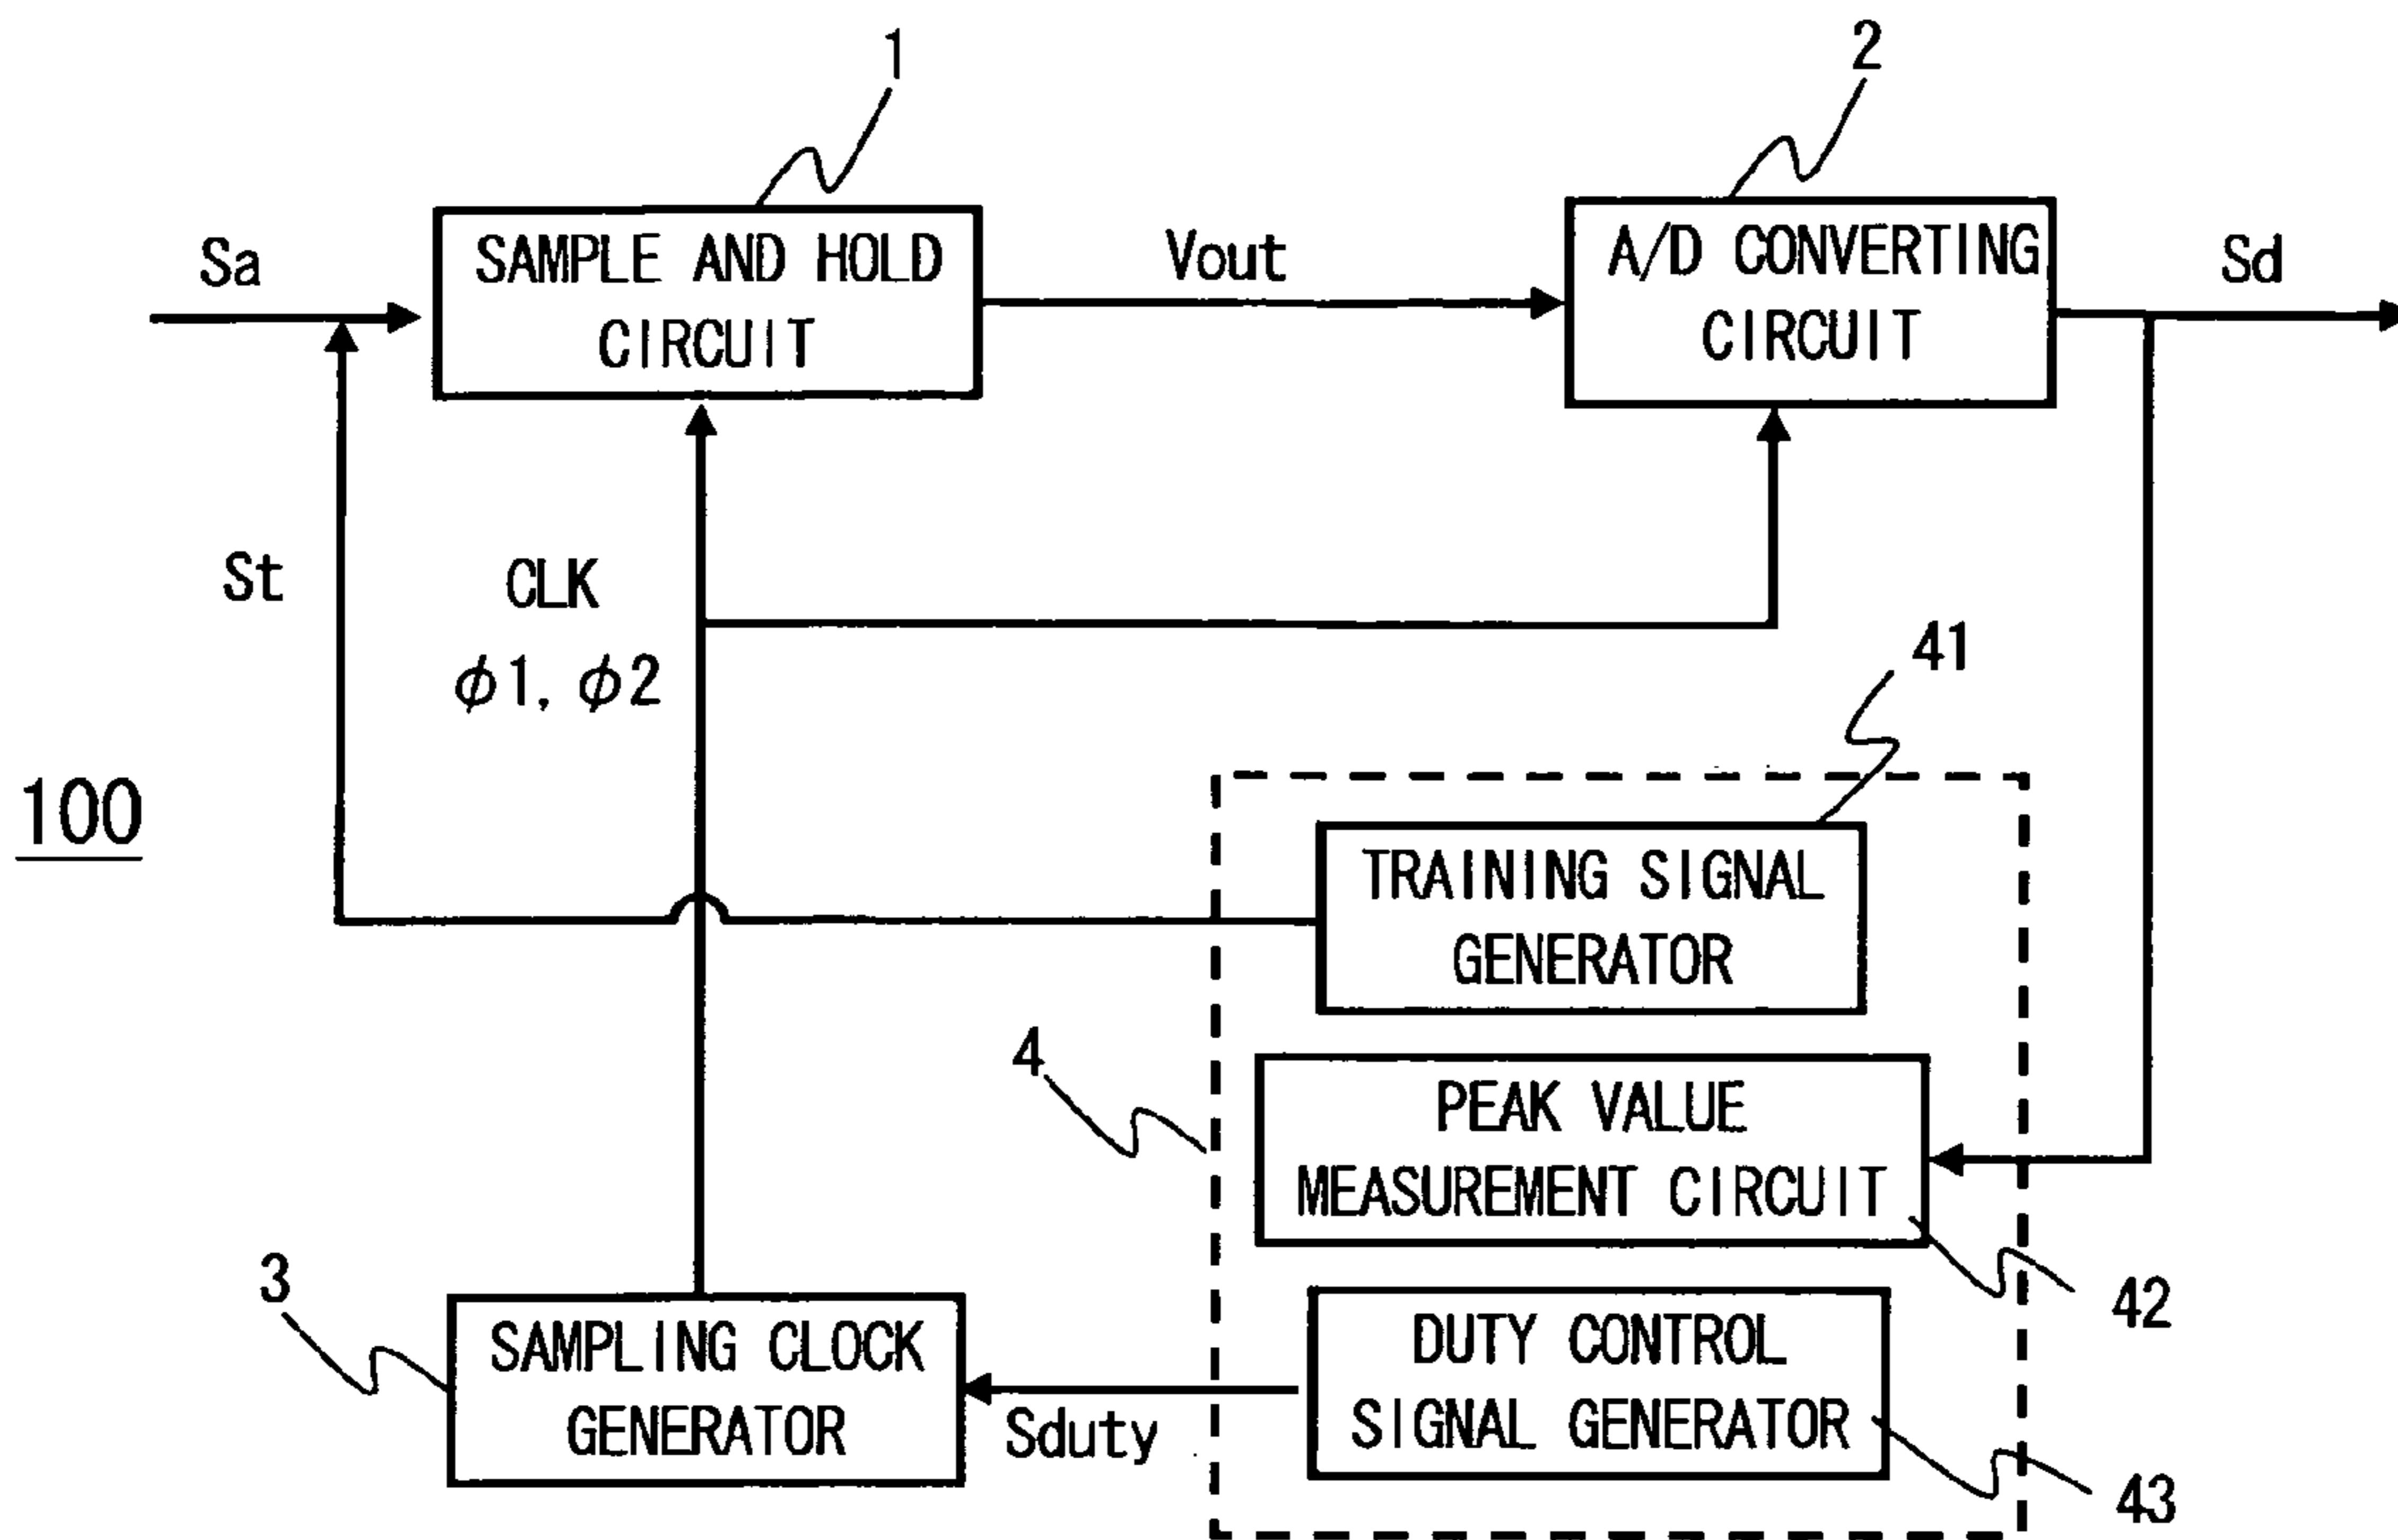 1
2
Sa
SAMPLE AND HOLD
CIRCUIT
Vout
A/D CONVERTING
CIRCUIT
Sd
St
CLK
ϕ1, ϕ2
41
100
TRAINING SIGNAL
GENERATOR
4
PEAK VALUE
MEASUREMENT CIRCUIT
42
3
SAMPLING CLOCK
GENERATOR
Sduty
DUTY CONTROL
SIGNAL GENERATOR
43